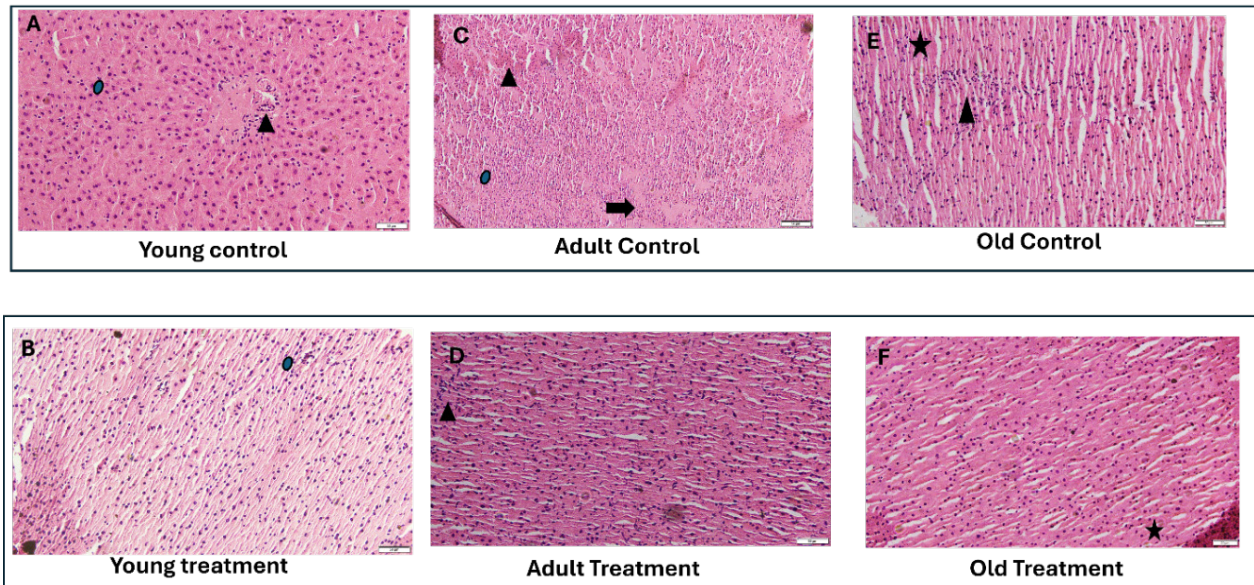 A
C
E
Young control
Adult Control
Old Control
B
D
F
Young treatment
Adult Treatment
Old Treatment